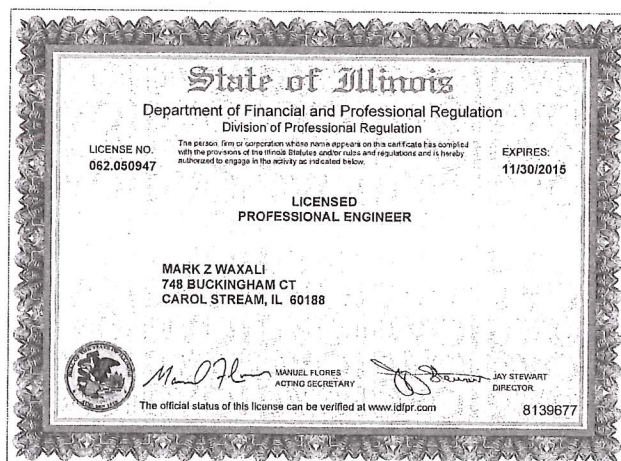 State of Illinois
Department of Financial and Professional Regulation
Division of Professional Regulation
LICENSE NO.
062.050947
The person, firm or corporation whose name appears on this certificate has complied
with the provisions of the Illinois Statutes and/or rules and regulations and is hereby
authorized to engage in the activity as indicated below.
EXPIRES:
11/30/2015
LICENSED
PROFESSIONAL ENGINEER
MARK Z WAXALI
748 BUCKINGHAM CT
CAROL STREAM, IL 60188
MANUEL FLORES
ACTING SECRETARY
JAY STEWART
DIRECTOR
The official status of this license can be verified at www.idfpr.com
8139677